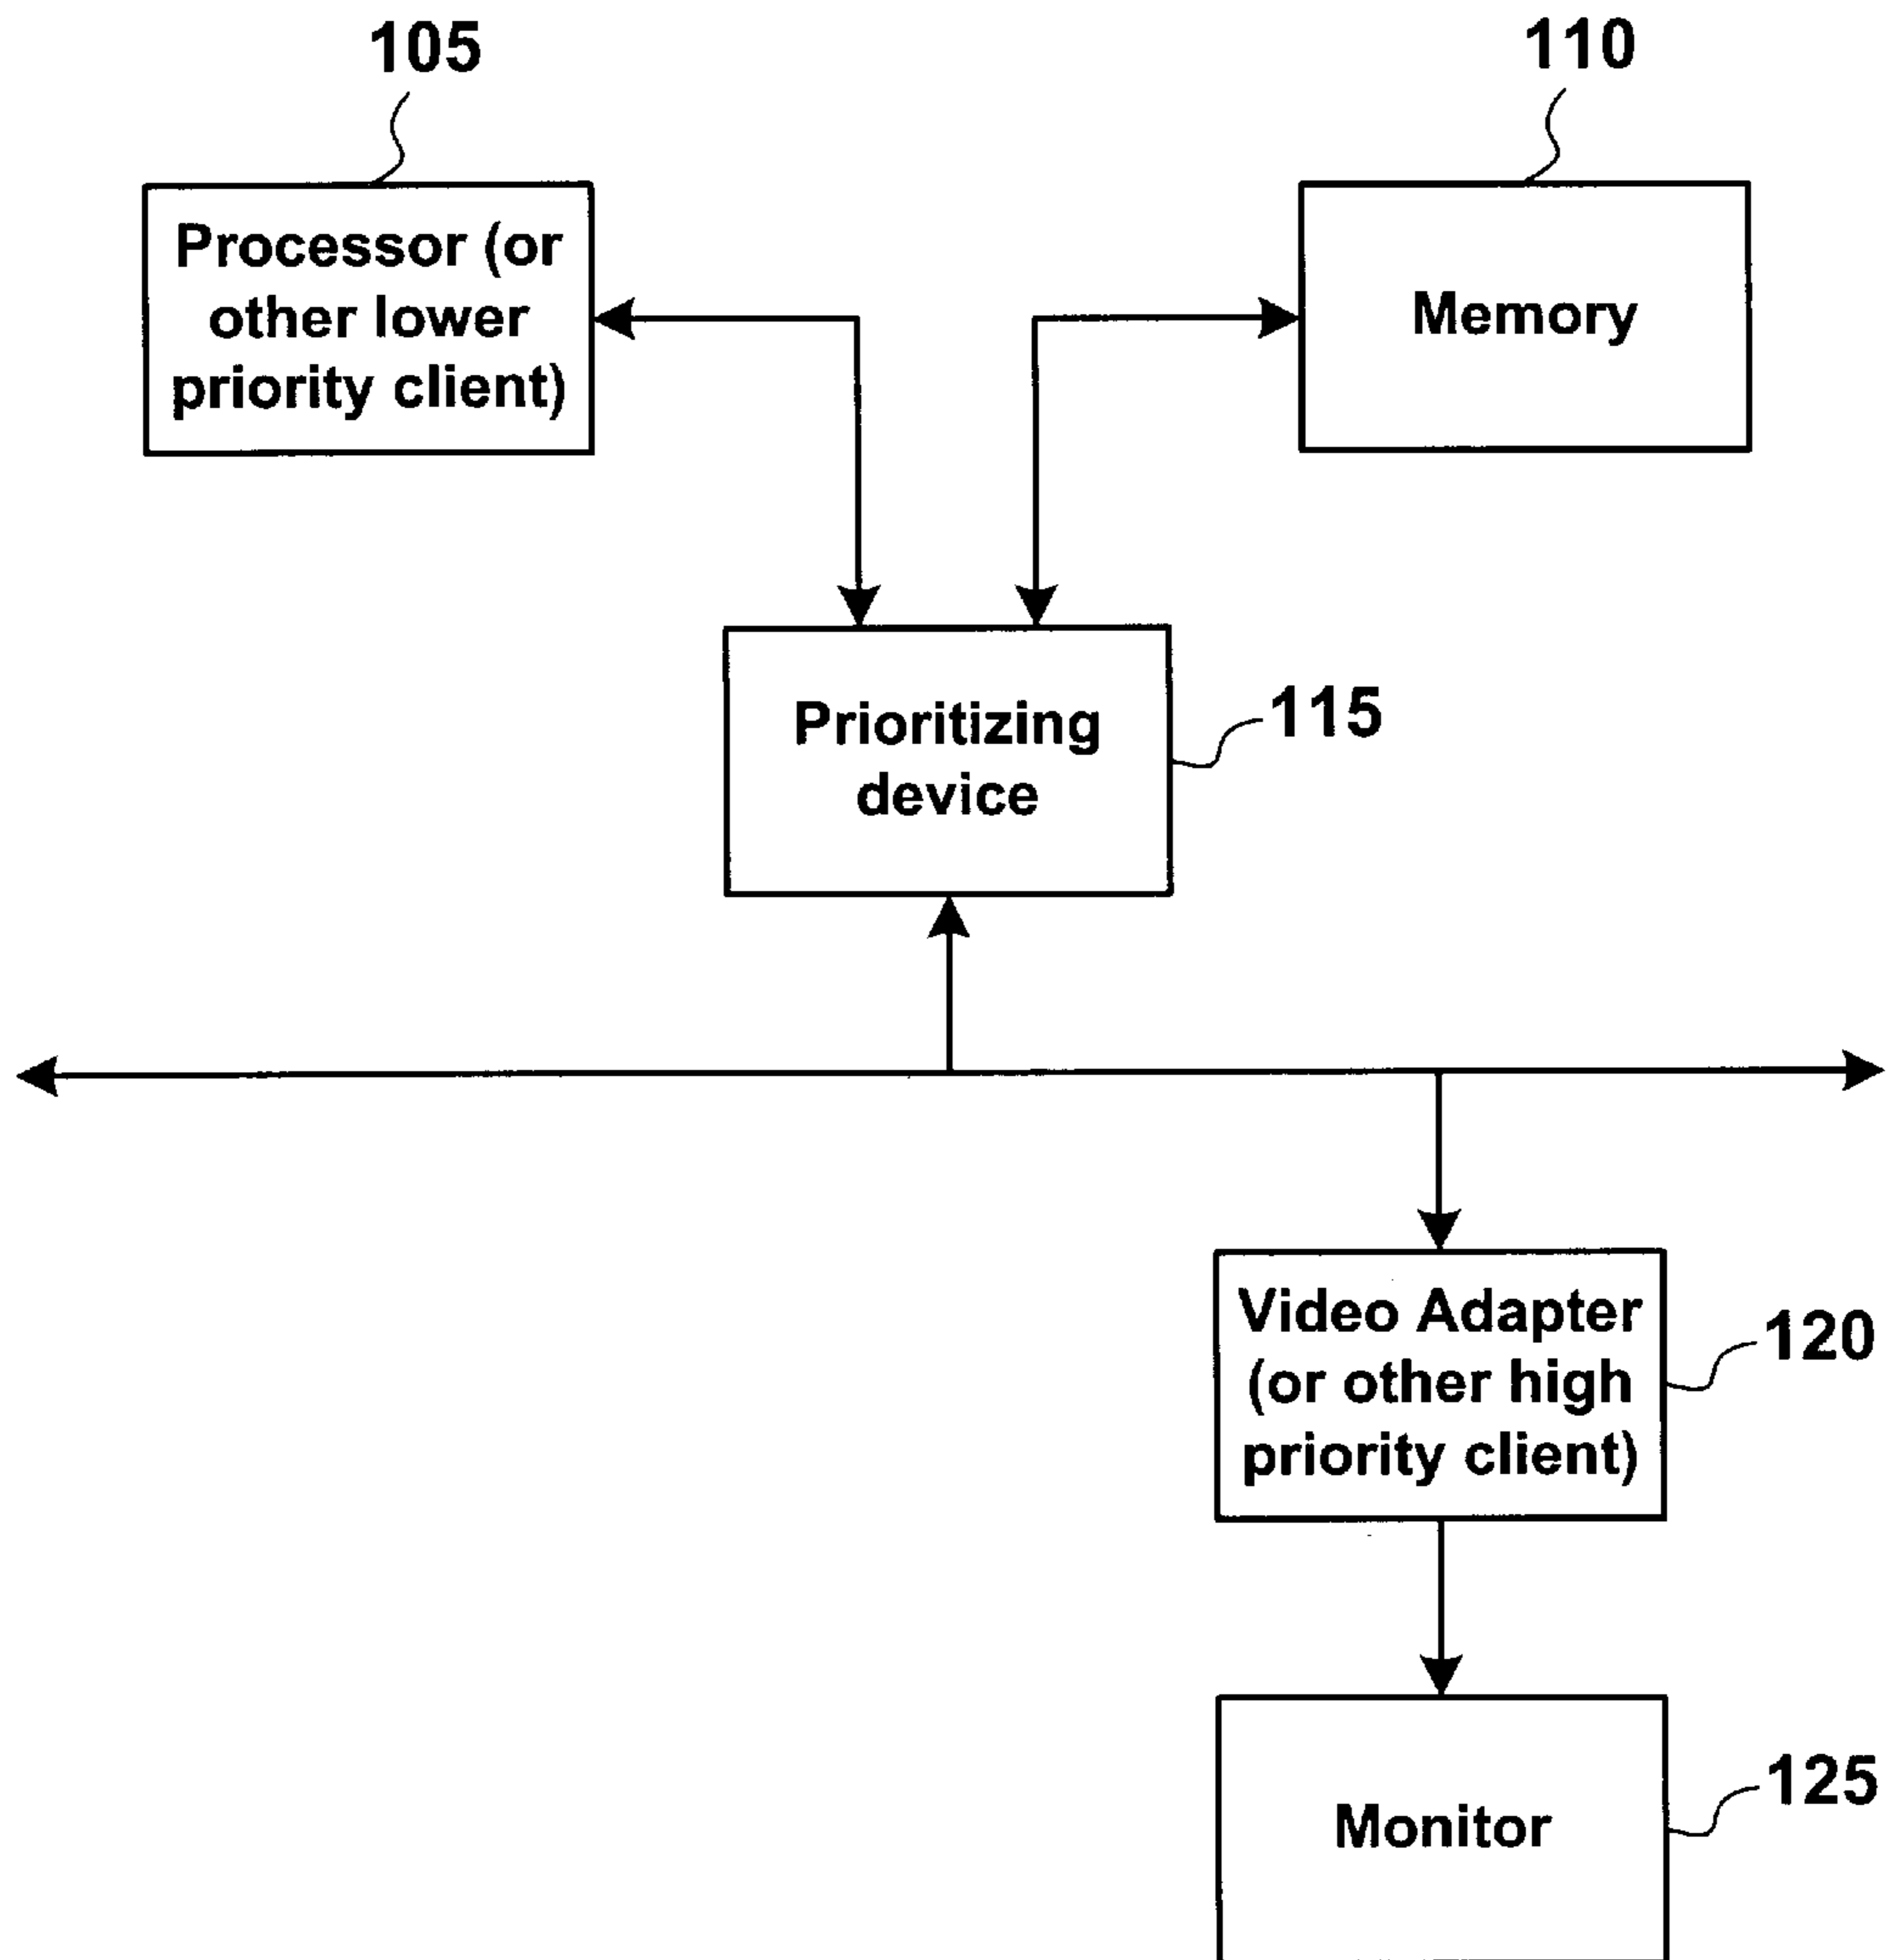 105
110
Processor (or
other lower
priority client)
Memory
Prioritizing
device
115
Video Adapter
(or other high
priority client)
120
Monitor
125